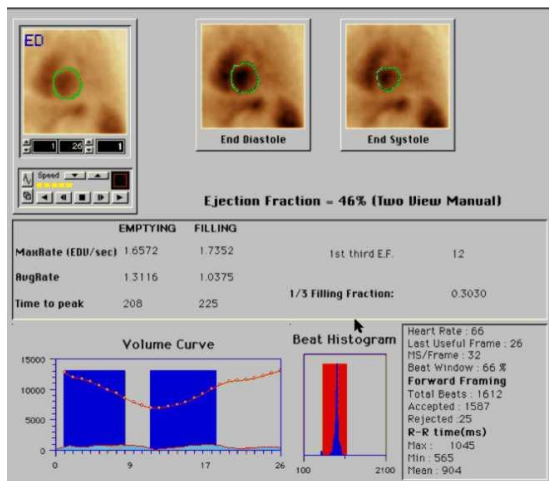 ED
1 26 1
Speed
End Diastole
End Systole
Ejection Fraction = 46% (Two View Manual)
EMPTYING FILLING
MaxRate (EDV/sec) 1.6572 1.7352
AvgRate 1.3116 1.0375
Time to peak 208 225
1st third E.F. 12
1/3 Filling Fraction: 0.3030
Volume Curve
15000
10000
5000
0
0 9 17 26
Beat Histogram
100 2100
Heart Rate : 66
Last Useful Frame : 26
MS/Frame : 32
Beat Window : 66 %
Forward Framing
Total Beats : 1612
Accepted : 1587
Rejected :25
R-R time(ms)
Max : 1045
Min : 565
Mean : 904